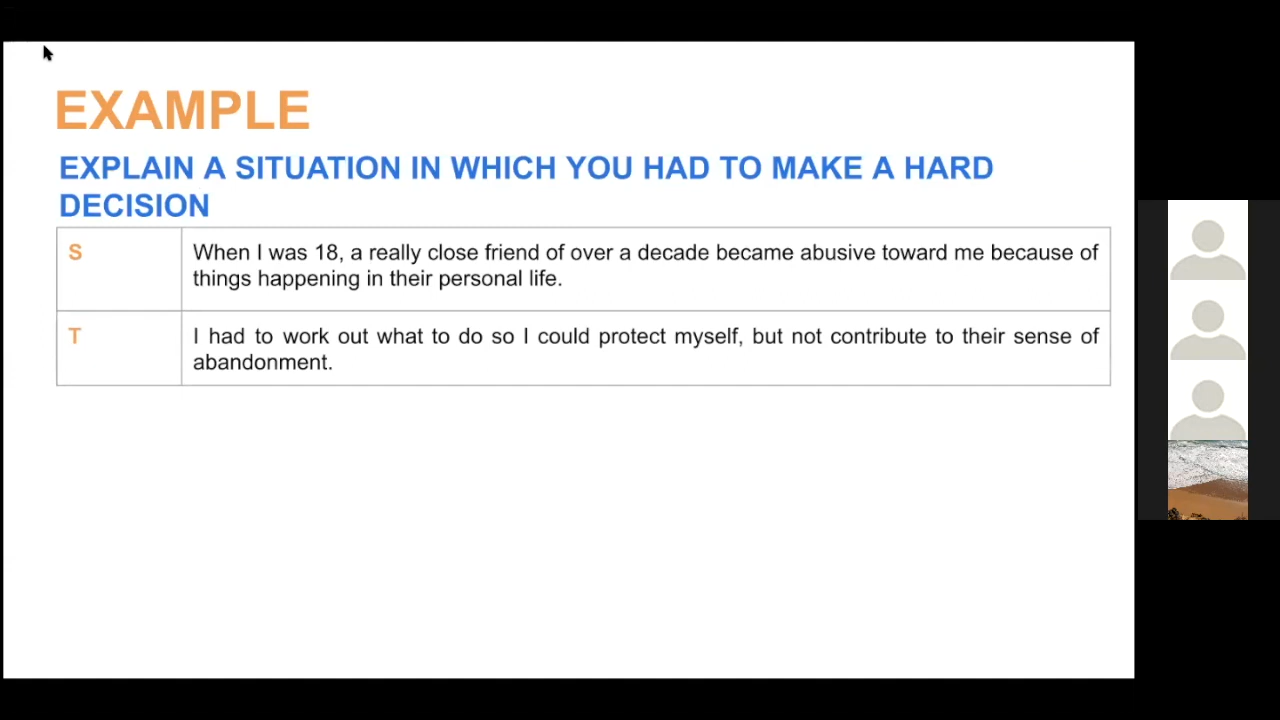 EXAMPLE
EXPLAIN A SITUATION IN WHICH YOU HAD TO MAKE A HARD
DECISION
S
When I was 18, a really close friend of over a decade became abusive toward me because of
things happening in their personal life.
T
I had to work out what to do so I could protect myself, but not contribute to their sense of
abandonment.